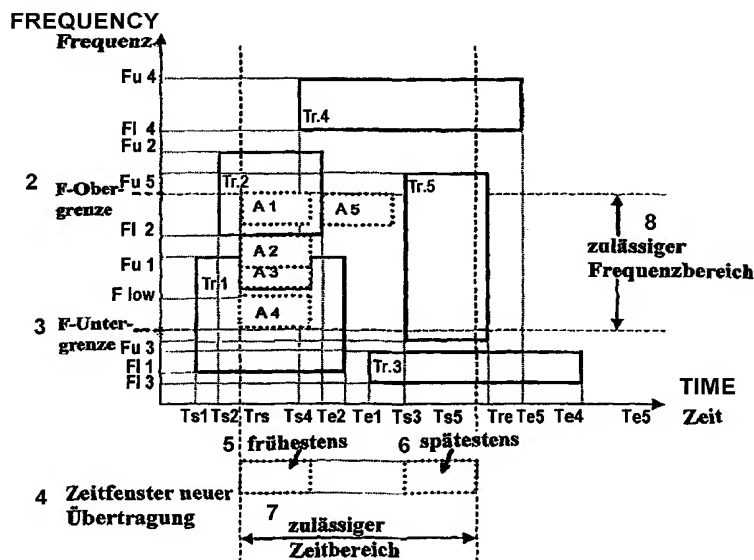 FREQUENCY
Frequenz
Fu 4
Tr.4
Fl 4
Fu 2
Fu 5
Tr.2
Tr.5
2 F-Ober-
grenze
A 1
A 5
8
zulässiger
Frequenzbereich
Fl 2
A 2
Fu 1
Tr.1
A 3
F low
A 4
3 F-Unter-
grenze
Fu 3
Fl 1
Tr.3
Fl 3
TIME
Ts1 Ts2 Trs Ts4 Te2 Te1 Ts3 Ts5 Tre Te5 Te4 Te5 Zeit
5 frühestens 6 spätestens
4 Zeitfenster neuer
Übertragung
7
zulässiger
Zeitbereich